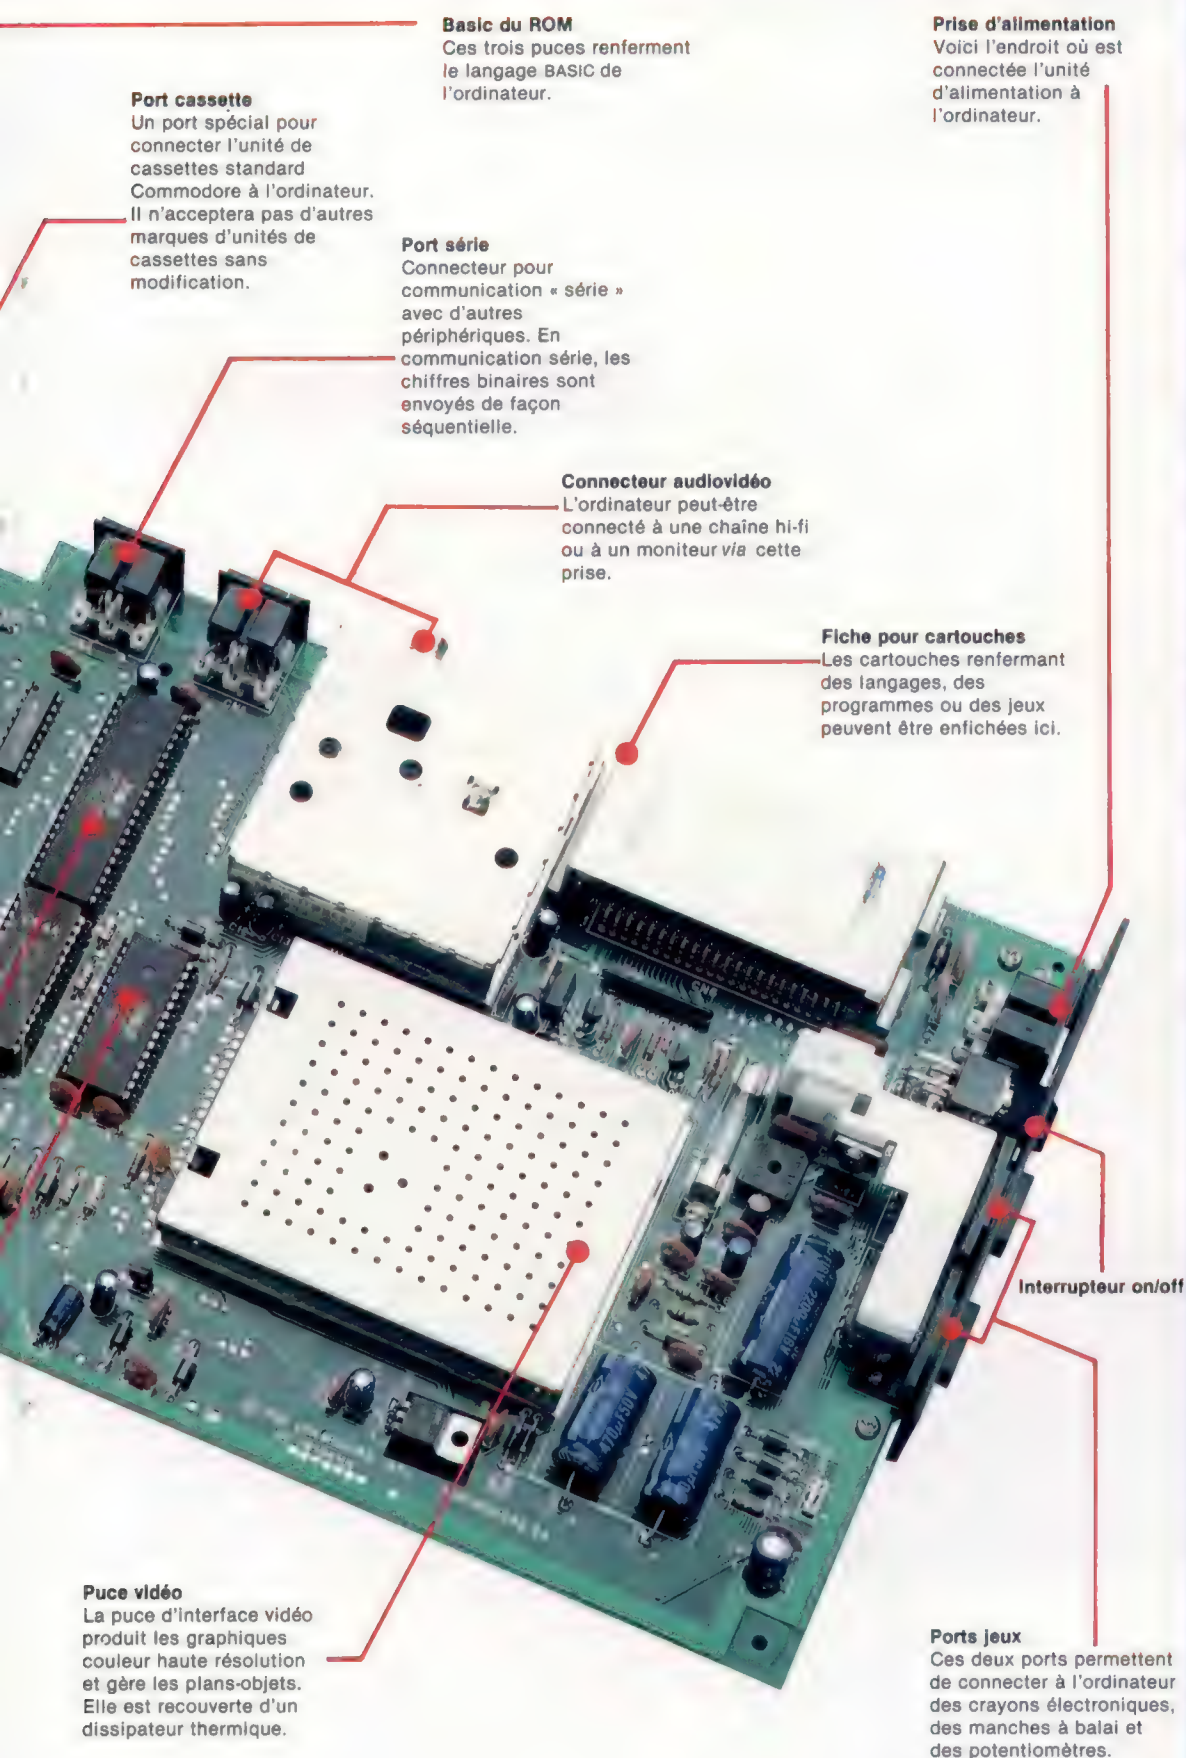 Basic du ROM
Ces trois puces renferment
le langage BASIC de
l'ordinateur.
Prise d'alimentation
Voici l'endroit où est
connectée l'unité
d'alimentation à
l'ordinateur.
Port cassette
Un port spécial pour
connecter l'unité de
cassettes standard
Commodore à l'ordinateur.
Il n'acceptera pas d'autres
marques d'unités de
cassettes sans
modification.
Port série
Connecteur pour
communication « série »
avec d'autres
périphériques. En
communication série, les
chiffres binaires sont
envoyés de façon
séquentielle.
Connecteur audiovidéo
L'ordinateur peut-être
connecté à une chaîne hi-fi
ou à un moniteur via cette
prise.
Fiche pour cartouches
Les cartouches renfermant
des langages, des
programmes ou des jeux
peuvent être enfichées ici.
Interrupteur on/off
470µF50V
Puce vidéo
La puce d'interface vidéo
produit les graphiques
couleur haute résolution
et gère les plans-objets.
Elle est recouverte d'un
dissipateur thermique.
Ports jeux
Ces deux ports permettent
de connecter à l'ordinateur
des crayons électroniques,
des manches à balai et
des potentiomètres.